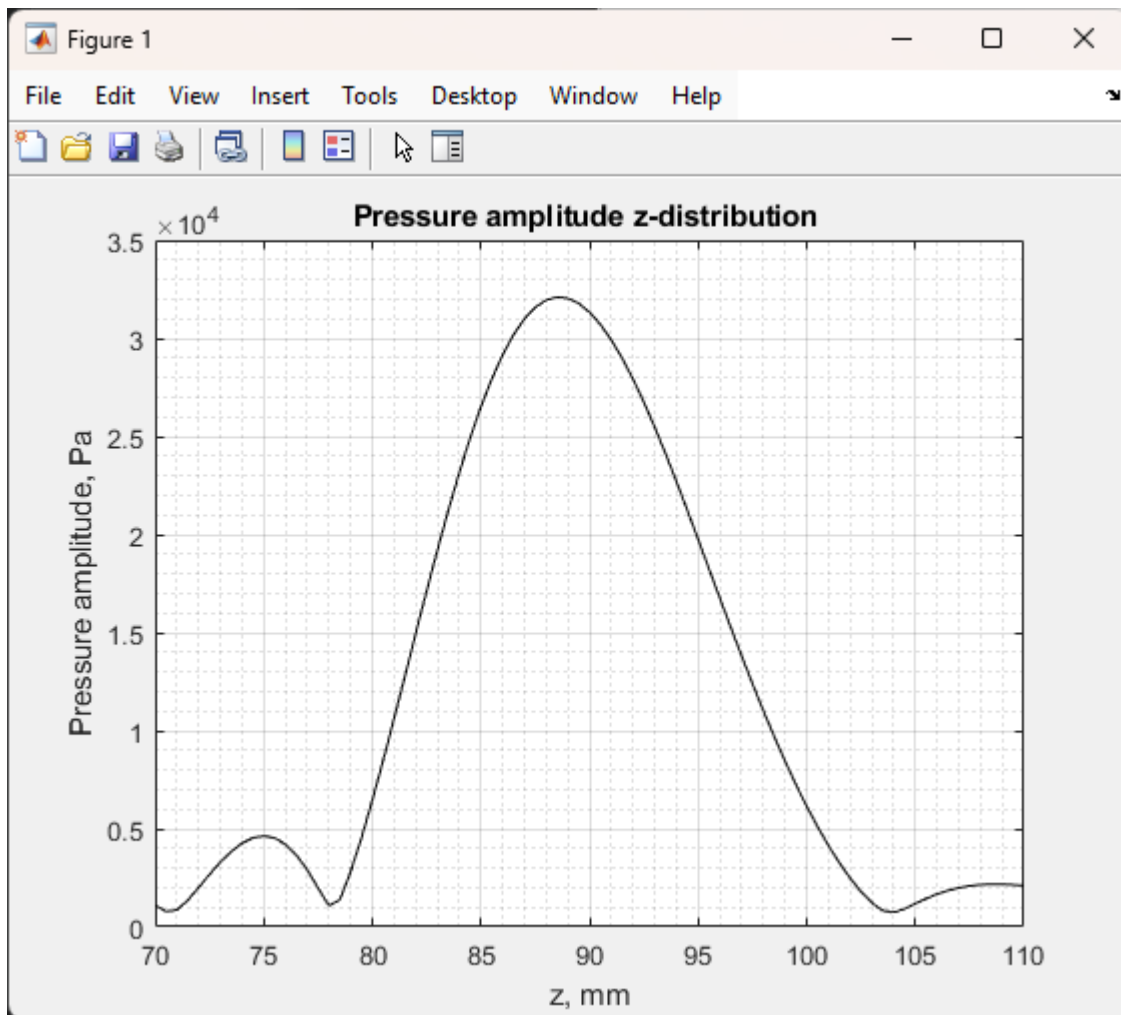 Figure 1
File Edit View Insert Tools Desktop Window Help
Pressure amplitude z-distribution
×10⁴
3.5
3
2.5
2
1.5
1
0.5
0
Pressure amplitude, Pa
70 75 80 85 90 95 100 105 110
z, mm